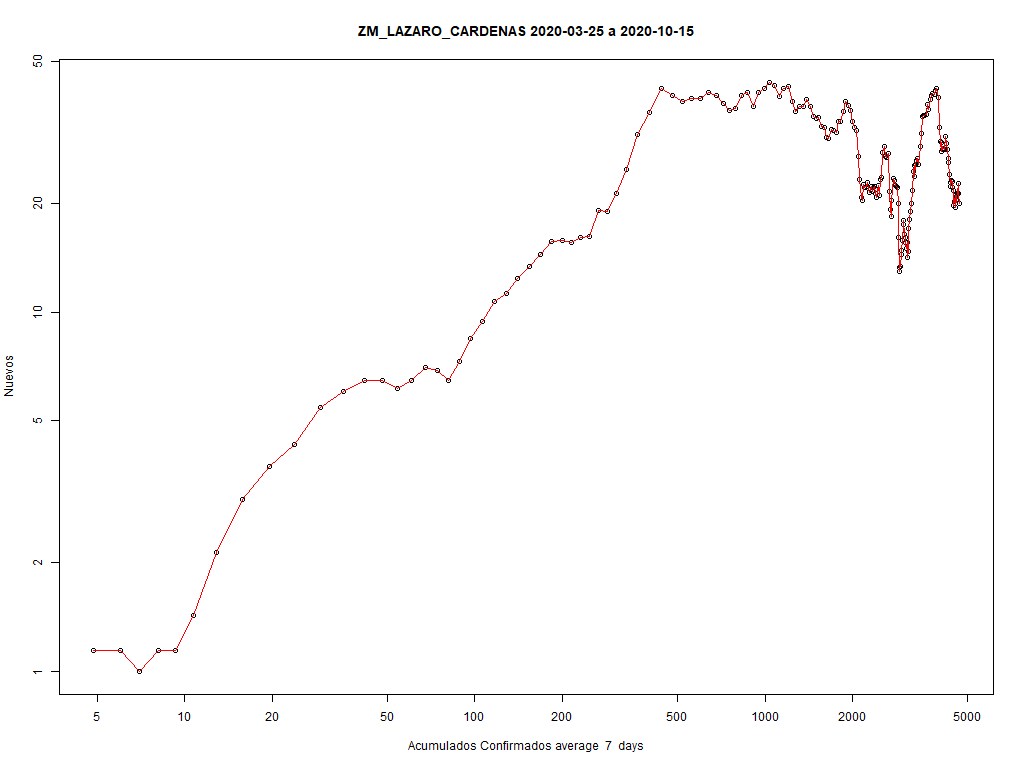 ZM_LAZARO_CARDENAS 2020-03-25 a 2020-10-15
50
20
10
5
2
1
Nuevos
5 10 20 50 100 200 500 1000 2000 5000
Acumulados Confirmados average 7 days